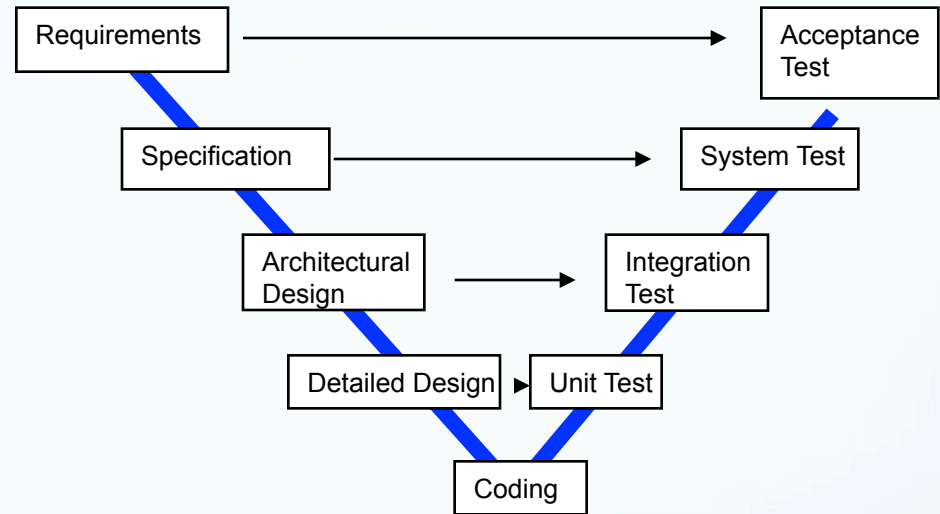 Requirements
Acceptance
Test
Specification
System Test
Architectural
Design
Integration
Test
Detailed Design
Unit Test
Coding